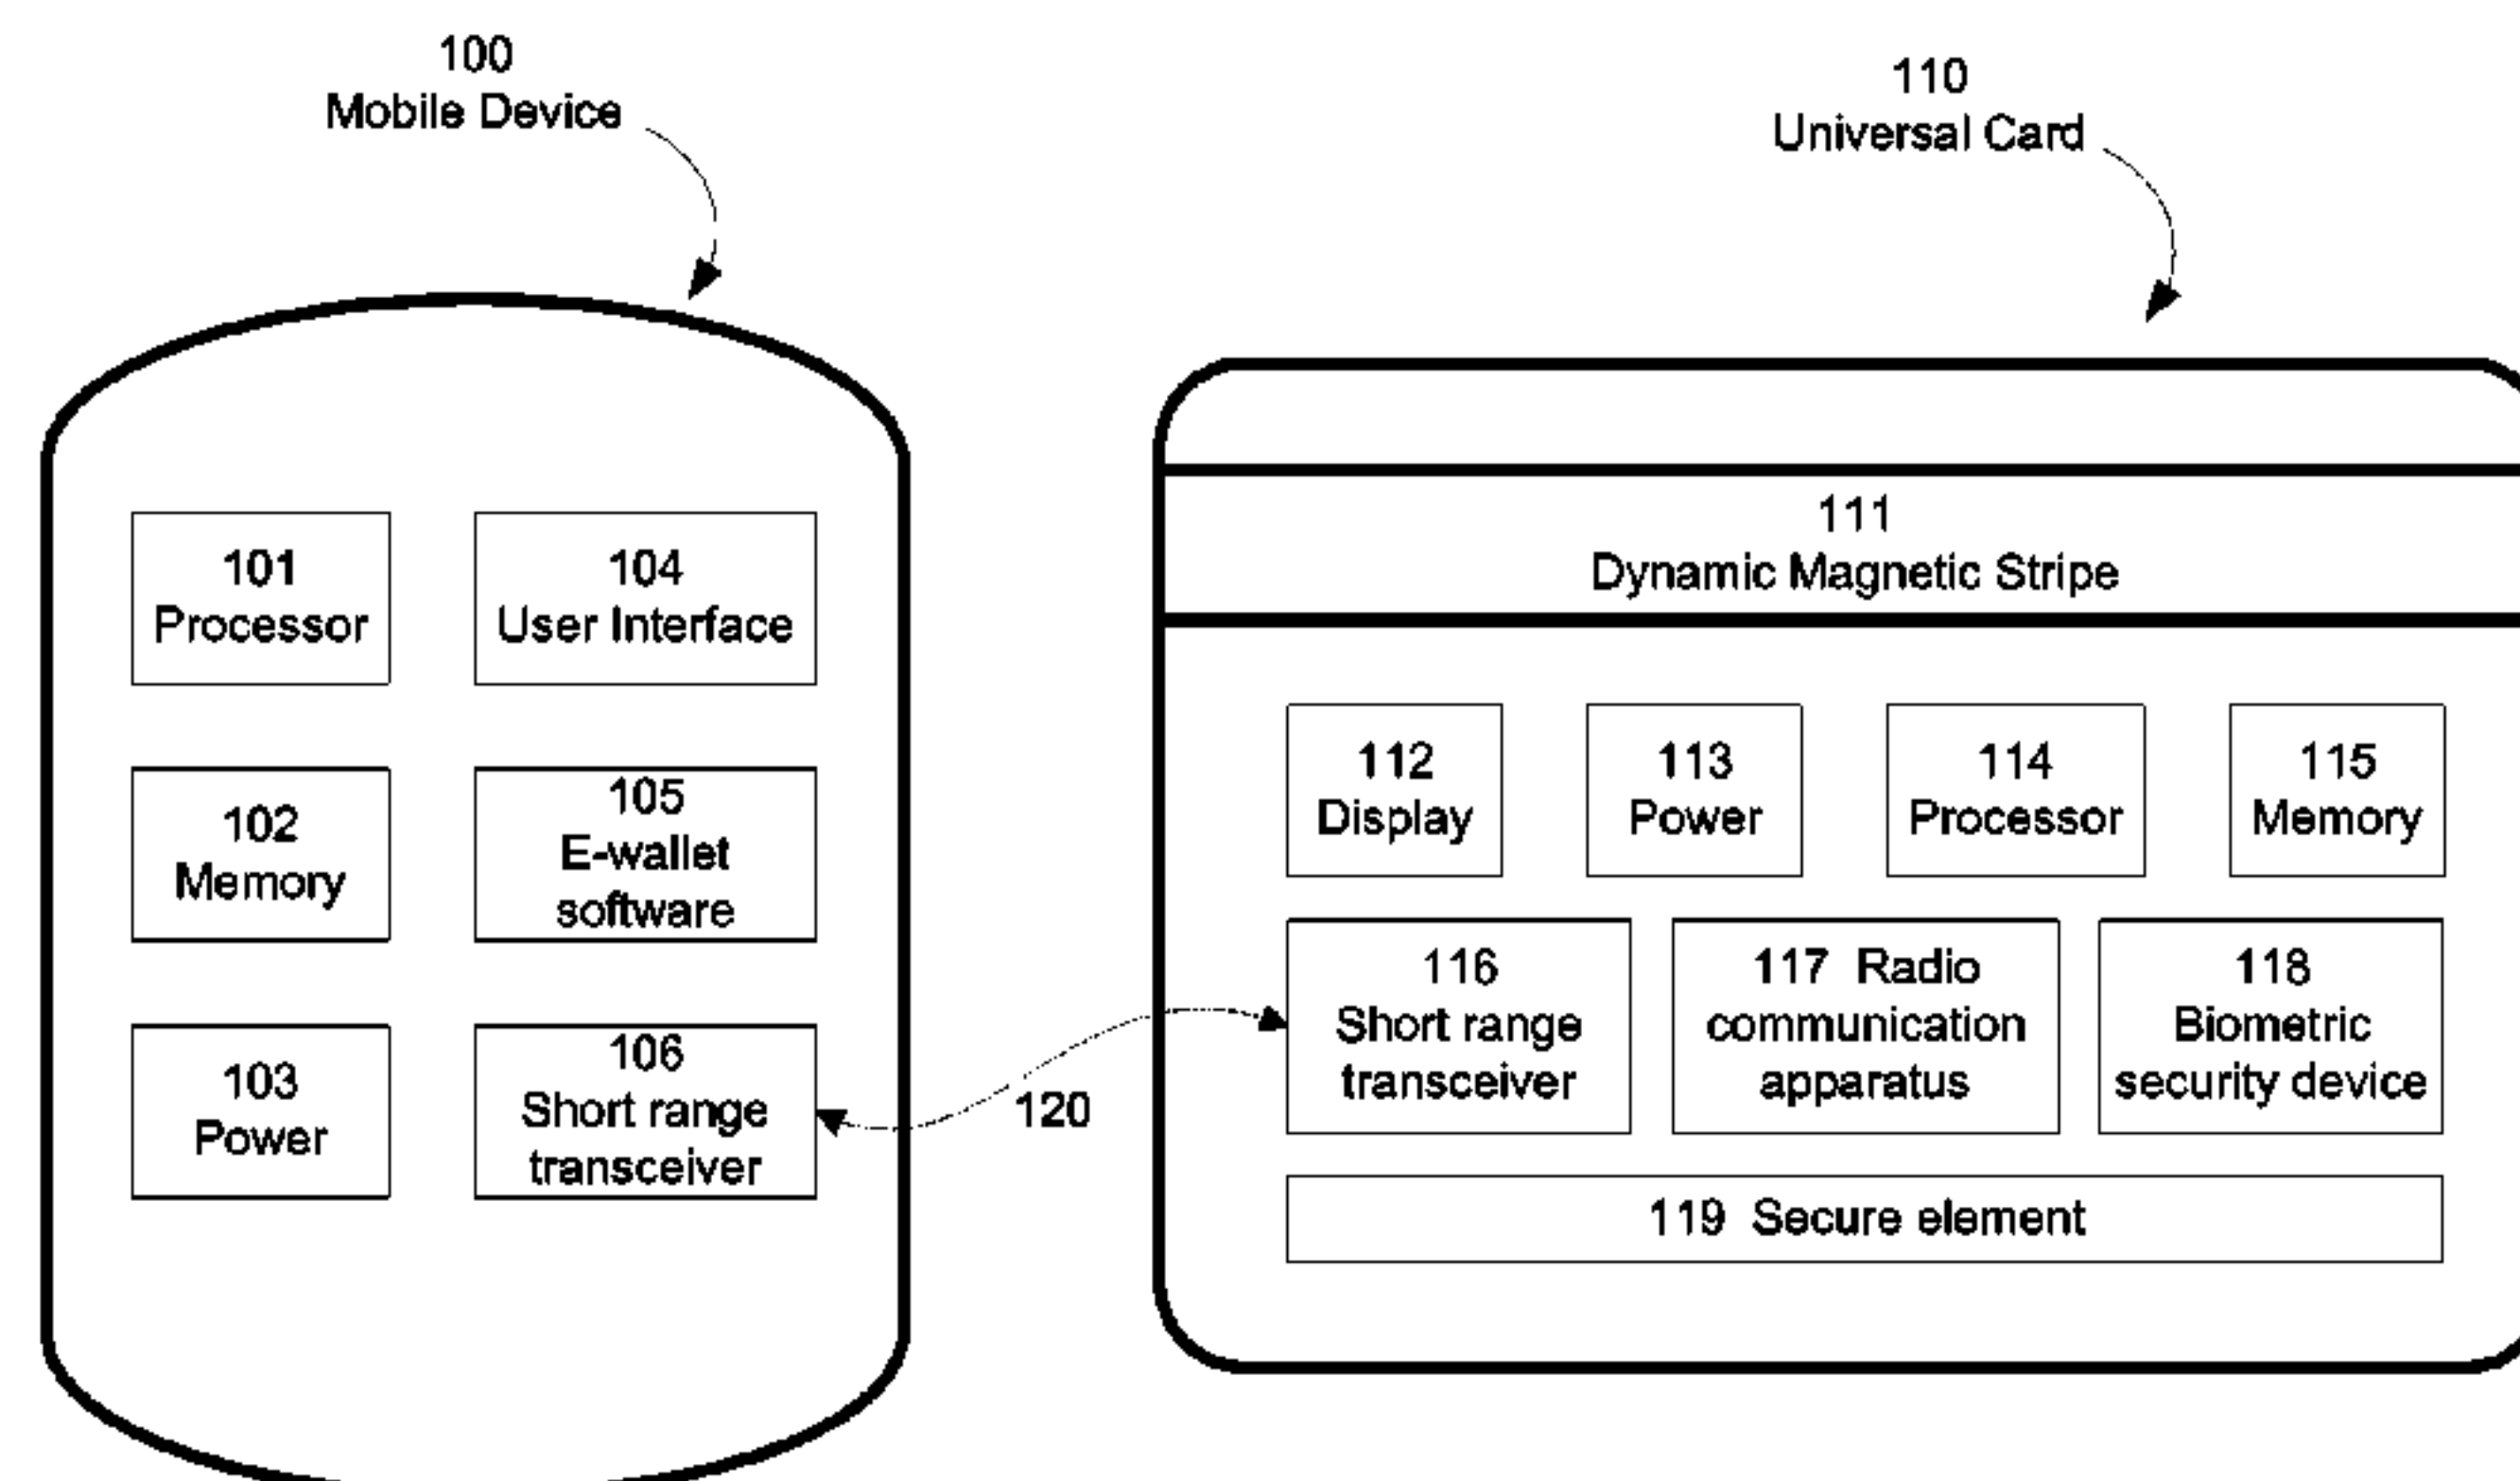 100
Mobile Device
110
Universal Card
101
Processor
104
User Interface
102
Memory
105
E-wallet
software
103
Power
106
Short range
transceiver
120
111
Dynamic Magnetic Stripe
112
Display
113
Power
114
Processor
115
Memory
116
Short range
transceiver
117 Radio
communication
apparatus
118
Biometric
security device
119 Secure element